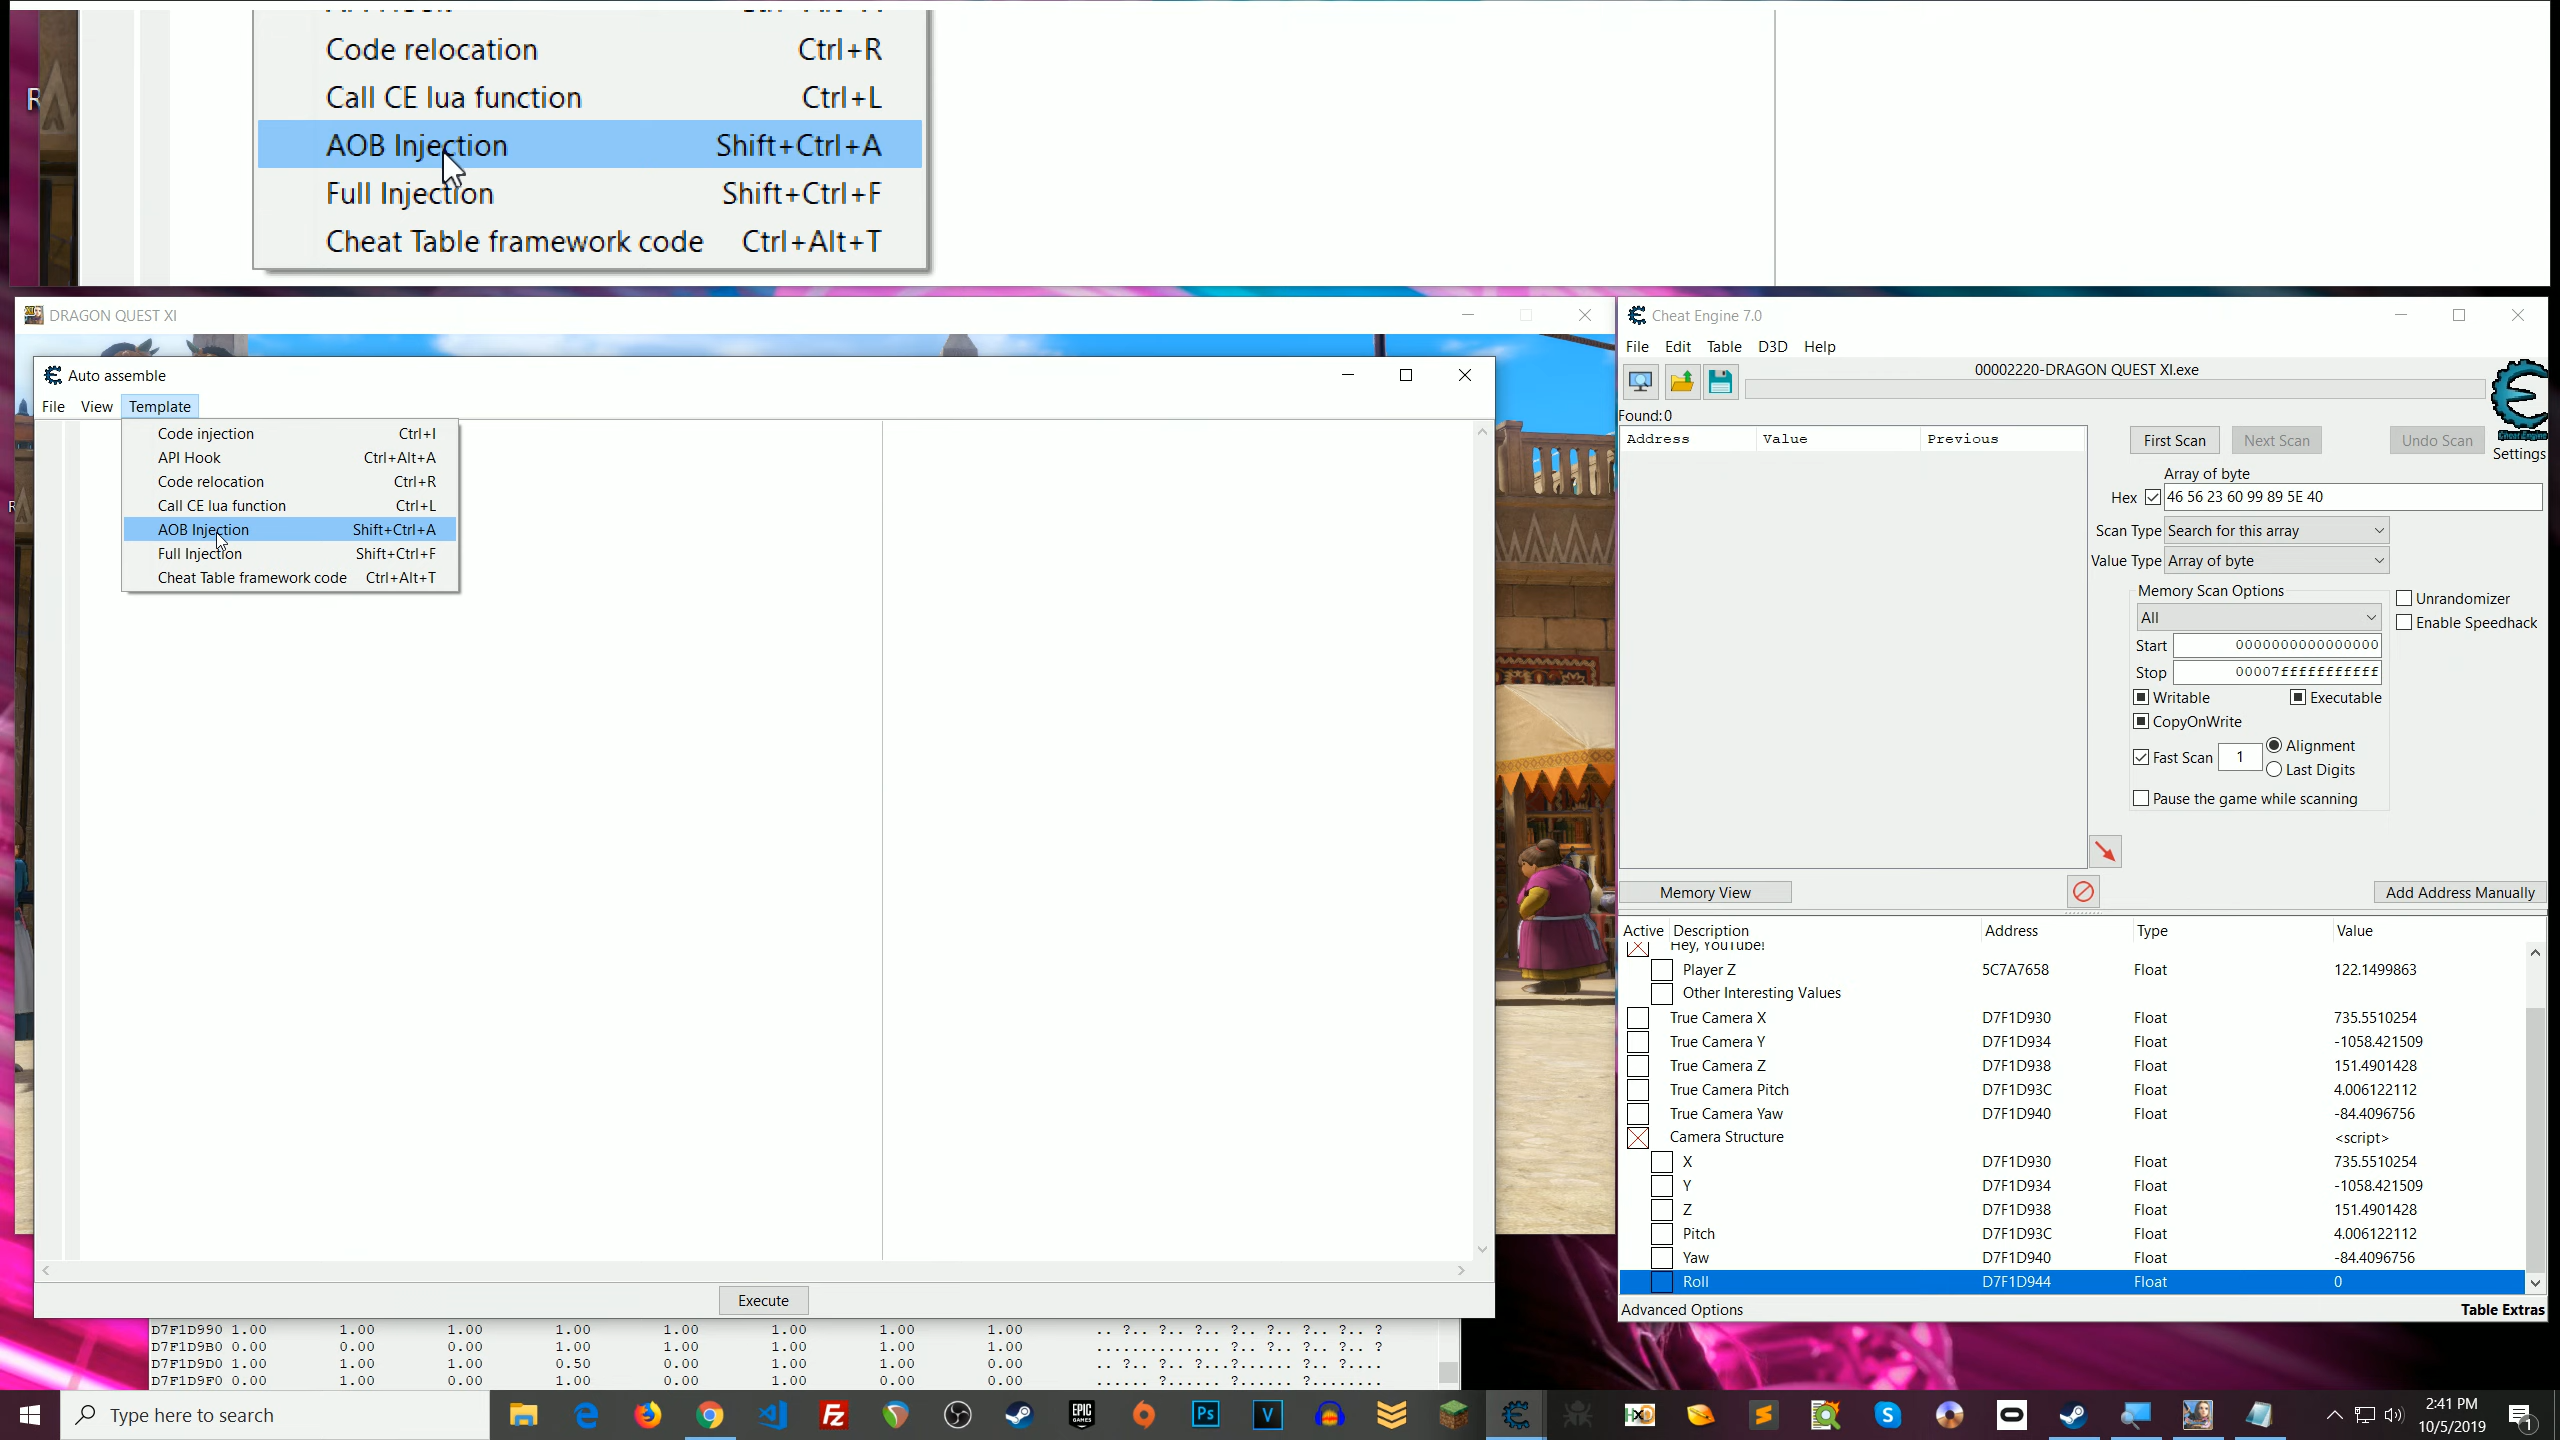 Code relocation Ctrl+R
R
Call CE lua function Ctrl+L
AOB Injection Shift+Ctrl+A
Full Injection Shift+Ctrl+F
Cheat Table framework code Ctrl+Alt+T
DRAGON QUEST XI
Auto assemble
File View Template
Code injection Ctrl+I
API Hook Ctrl+Alt+A
Code relocation Ctrl+R
Call CE lua function Ctrl+L
AOB Injection Shift+Ctrl+A
Full Injection Shift+Ctrl+F
Cheat Table framework code Ctrl+Alt+T
Execute
D7F1D990 1.00 1.00 1.00 1.00 1.00 1.00 1.00 1.00 .. ?.. ?.. ?.. ?.. ?.. ?.. ?.. ?
D7F1D9B0 0.00 0.00 0.00 1.00 1.00 1.00 0.00 1.00 .............. ?.. ?.. ?.. ?.. ?
D7F1D9D0 1.00 1.00 1.00 0.50 0.00 1.00 1.00 0.00 .. ?.. ?.. ?...?...... ?.. ?....
D7F1D9F0 0.00 1.00 0.00 1.00 0.00 1.00 0.00 0.00 ...... ?...... ?...... ?........
Cheat Engine 7.0
File Edit Table D3D Help
00002220-DRAGON QUEST XI.exe
Found:0
Address Value Previous
First Scan Next Scan Undo Scan
Cheat Engine
Settings
Array of byte
Hex 46 56 23 60 99 89 5E 40
Scan Type Search for this array
Value Type Array of byte
Memory Scan Options
All
Unrandomizer
Enable Speedhack
Start 0000000000000000
Stop 00007fffffffffff
Writable Executable
CopyOnWrite
Fast Scan 1 Alignment
Last Digits
Pause the game while scanning
Memory View Add Address Manually
Active Description Address Type Value
Hey, YouTube!
Player Z 5C7A7658 Float 122.1499863
Other Interesting Values
True Camera X D7F1D930 Float 735.5510254
True Camera Y D7F1D934 Float -1058.421509
True Camera Z D7F1D938 Float 151.4901428
True Camera Pitch D7F1D93C Float 4.006122112
True Camera Yaw D7F1D940 Float -84.4096756
Camera Structure <script>
X D7F1D930 Float 735.5510254
Y D7F1D934 Float -1058.421509
Z D7F1D938 Float 151.4901428
Pitch D7F1D93C Float 4.006122112
Yaw D7F1D940 Float -84.4096756
Roll D7F1D944 Float 0
Advanced Options Table Extras
Type here to search
EPIC GAMES
Ps
V
2:41 PM
10/5/2019
1